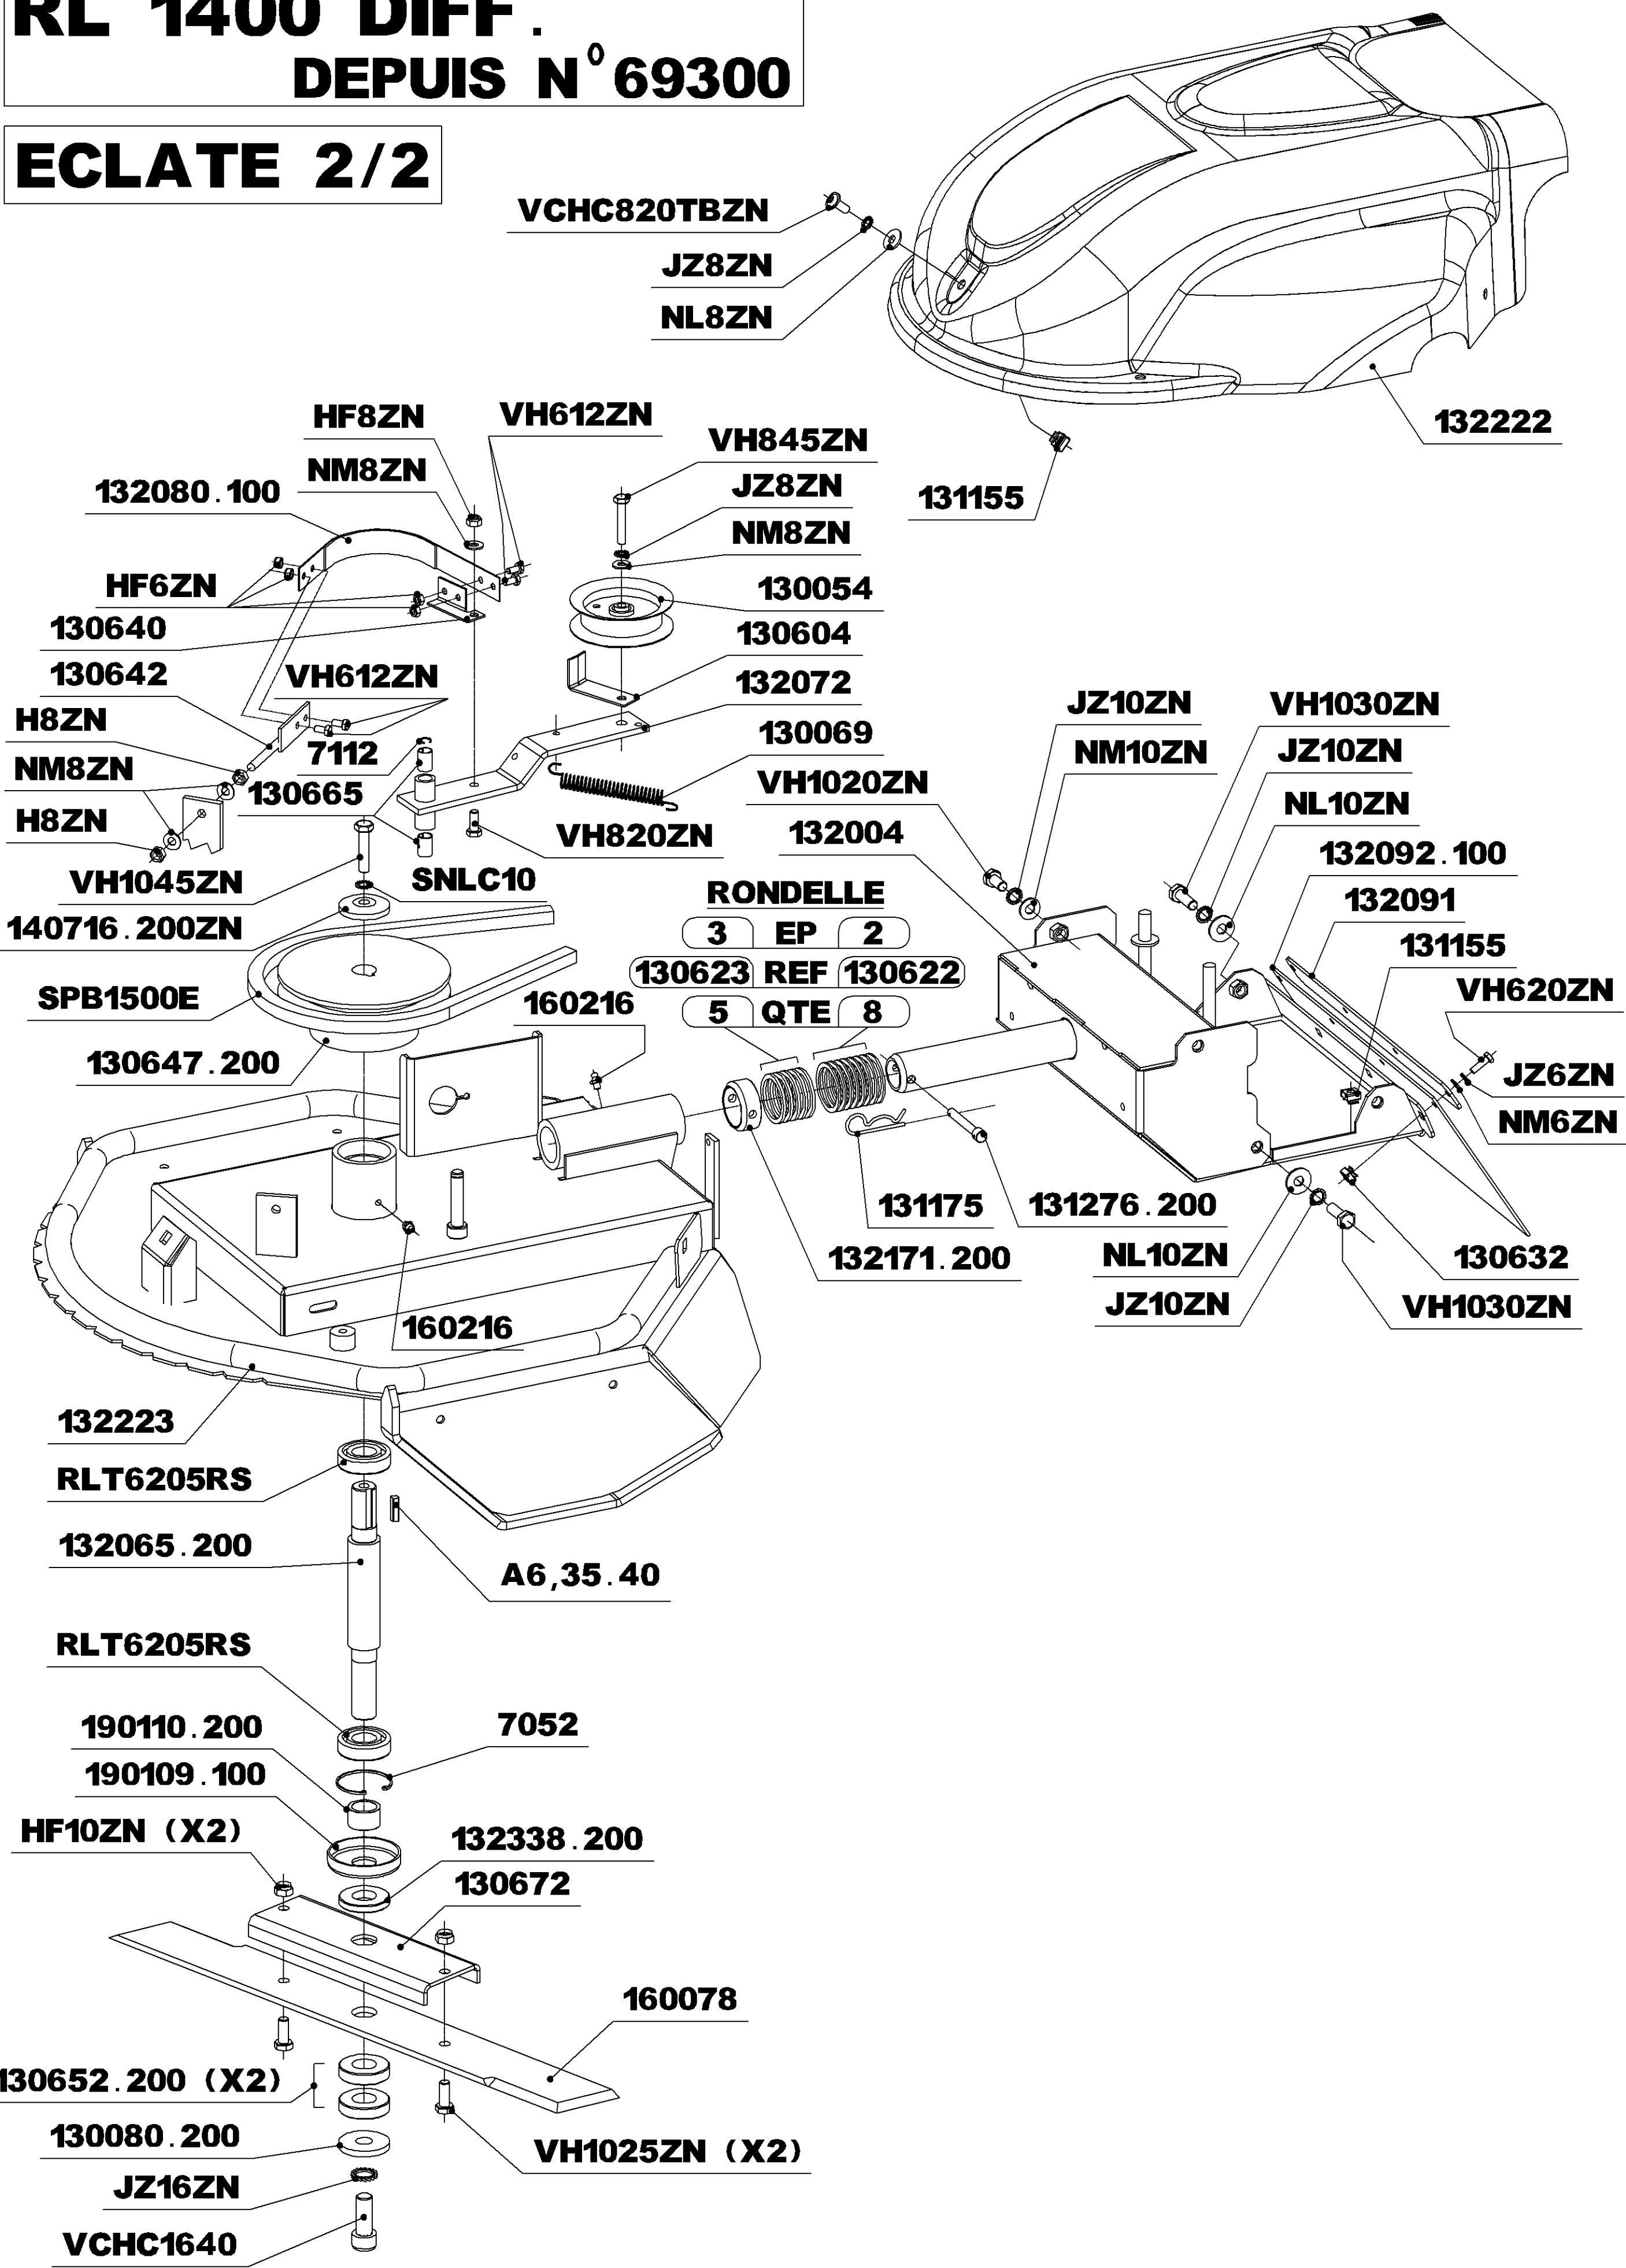 RL 1400 DIFF.
DEPUIS N° 69300
ECLATE 2/2
VCHC820TBZN
JZ8ZN
NL8ZN
132222
131155
HF8ZN
VH612ZN
VH845ZN
NM8ZN
JZ8ZN
132080.100
NM8ZN
HF6ZN
130054
130640
130604
130642
VH612ZN
132072
H8ZN
7112
130069
NM8ZN
130665
H8ZN
VH820ZN
VH1045ZN
SNLC10
140716.200ZN
SPB1500E
130647.200
JZ10ZN
VH1030ZN
NM10ZN
JZ10ZN
VH1020ZN
NL10ZN
132004
132092.100
132091
131155
VH620ZN
JZ6ZN
NM6ZN
RONDELLE
3 EP 2
130623 REF 130622
5 QTE 8
160216
131175
131276.200
132171.200
NL10ZN
130632
JZ10ZN
VH1030ZN
160216
132223
RLT6205RS
132065.200
A6,35.40
RLT6205RS
190110.200
7052
190109.100
HF10ZN (X2)
132338.200
130672
160078
130652.200 (X2)
130080.200
VH1025ZN (X2)
JZ16ZN
VCHC1640